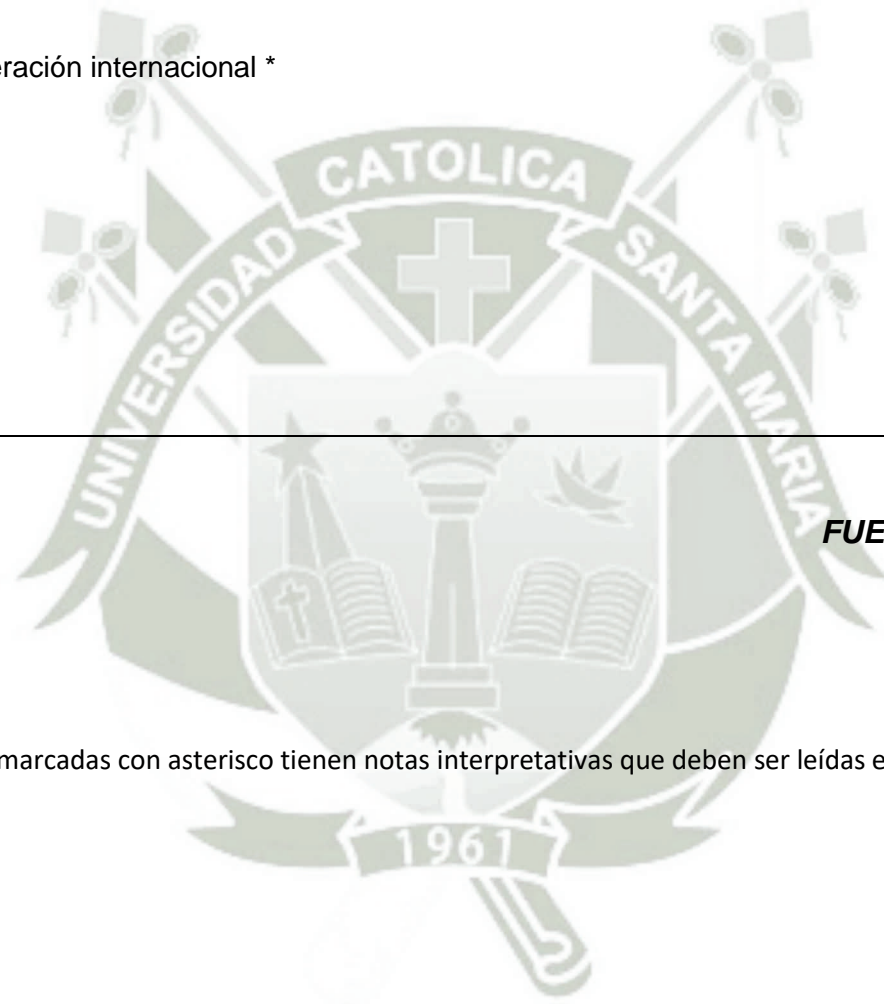 eración internacional *
UNIVERSIDAD CATOLICA SANTA MARIA
FUE
marcadas con asterisco tienen notas interpretativas que deben ser leídas e
1961